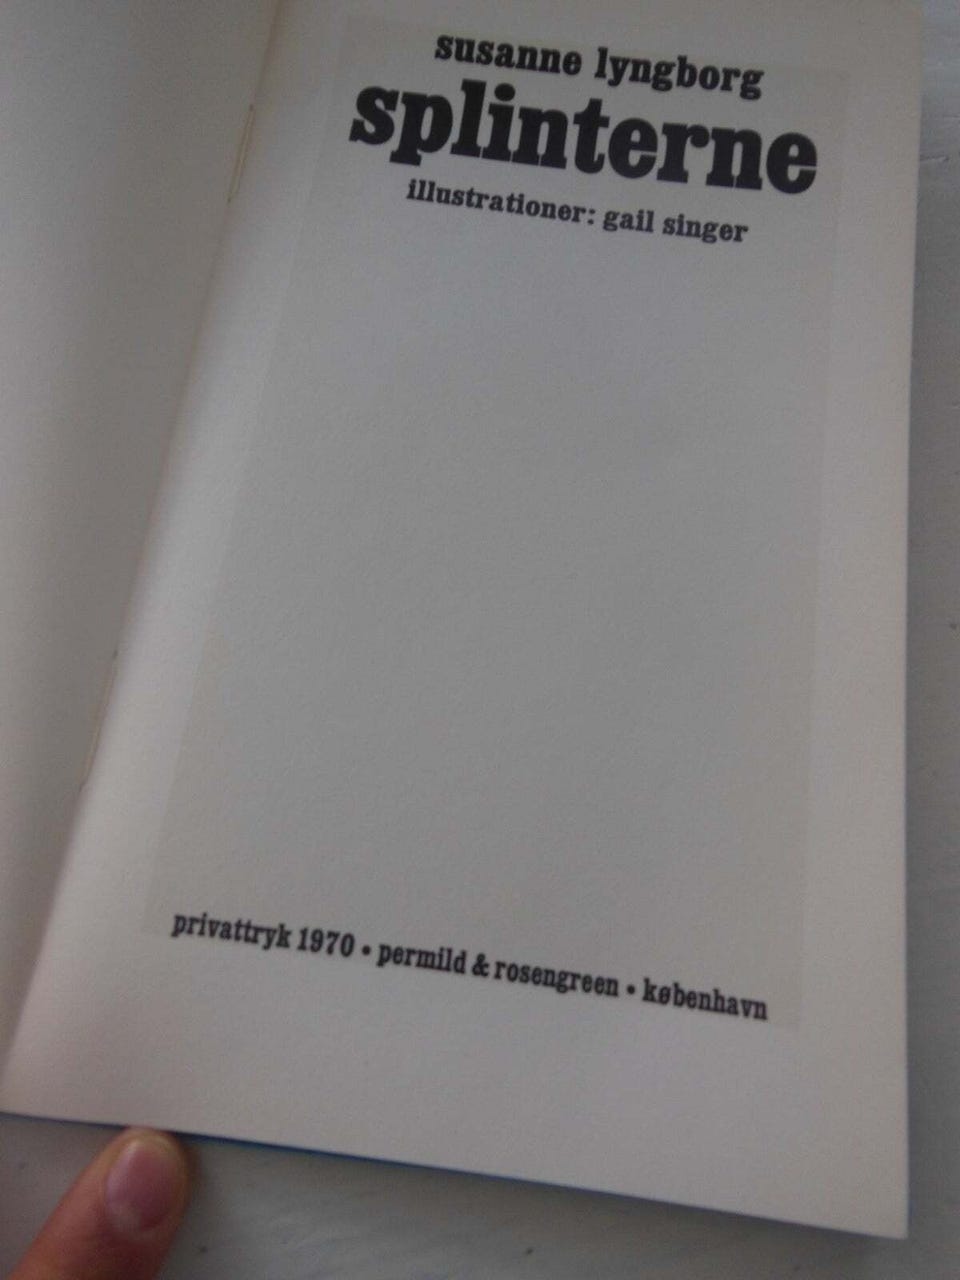 susanne lyngborg
splinterne
illustrationer: gail singer
privattryk 1970 • permild & rosengreen • københavn